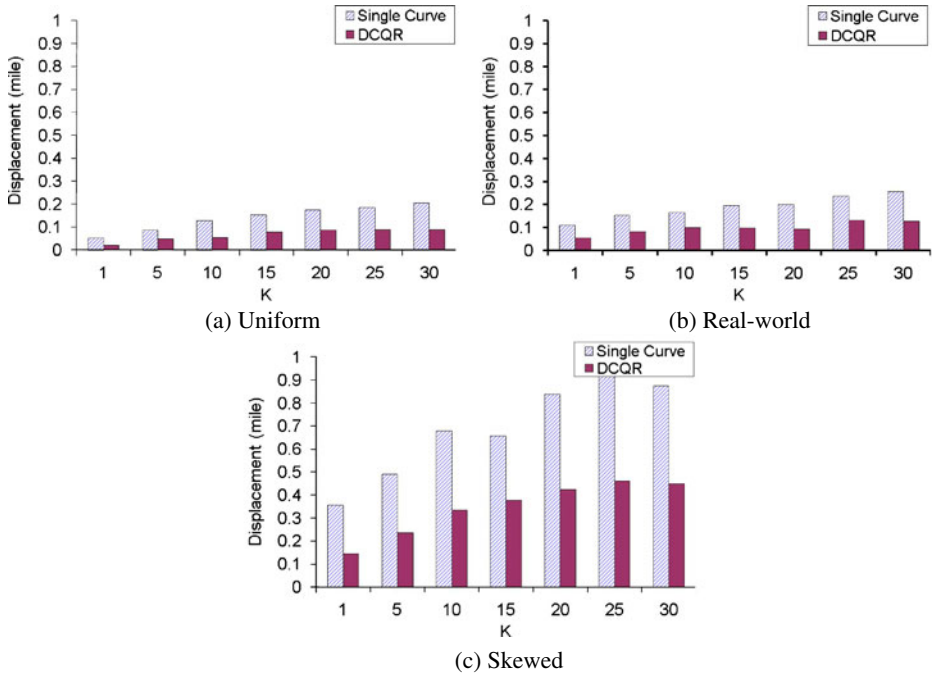 Displacement (mile)
1
0.9
0.8
0.7
0.6
0.5
0.4
0.3
0.2
0.1
0
Single Curve
DCQR
1 5 10 15 20 25 30
K
(a) Uniform
Displacement (mile)
1
0.9
0.8
0.7
0.6
0.5
0.4
0.3
0.2
0.1
0
Single Curve
DCQR
1 5 10 15 20 25 30
K
(b) Real-world
Displacement (mile)
1
0.9
0.8
0.7
0.6
0.5
0.4
0.3
0.2
0.1
0
Single Curve
DCQR
1 5 10 15 20 25 30
K
(c) Skewed